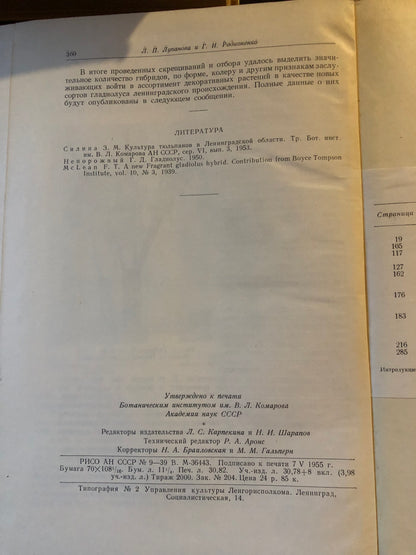 360
Л. П. Лупанова и Г. И. Родионенко
В итоге проведенных скрещиваний и отбора удалось выделить значи-
тельное количество гибридов, по форме, колеру и другим признакам заслу-
живающих войти в ассортимент декоративных растений в качестве новых
сортов гладиолуса ленинградского происхождения. Полные данные о них
будут опубликованы в следующем сообщении.
ЛИТЕРАТУРА
Силина З. М. Культура тюльпанов в Ленинградской области. Тр. Бот. инст.
им. В. Л. Комарова АН СССР, сер. VI, вып. 3, 1953.
Непорожный Г. Д. Гладиолус. 1950.
McLean F. T. A new Fragrant gladiolus hybrid. Contribution from Boyce Tompson
Institute, vol. 10, № 3, 1939.
Утверждено к печати
Ботаническим институтом им. В. Л. Комарова
Академии наук СССР
*
Редакторы издательства Л. С. Карпекина и Н. И. Шарапов
Технический редактор Р. А. Аронс
Корректоры Н. А. Браиловская и М. М. Гальперн
РИСО АН СССР № 9—39 В. М-36443. Подписано к печати 7 V 1955 г.
Бумага 70×108¹/₁₆. Бум. л. 11¹/₄. Печ. л. 30,82. Уч.-изд. л. 30,78+8 вкл. (3,98
уч.-изд. л.) Тираж 2000. Зак. № 204. Цена 24 р. 85 к.
Типография № 2 Управления культуры Ленгорисполкома. Ленинград,
Социалистическая, 14.
Страница
19
105
117
127
162
176
183
216
285